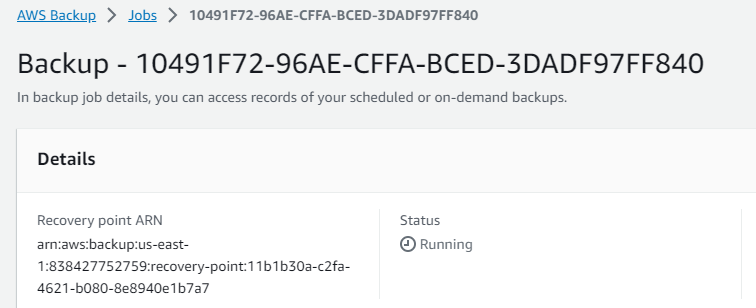 AWS Backup > Jobs > 10491F72-96AE-CFFA-BCED-3DADF97FF840
Backup - 10491F72-96AE-CFFA-BCED-3DADF97FF840
In backup job details, you can access records of your scheduled or on-demand backups.
Details
Recovery point ARN
arn:aws:backup:us-east-
1:838427752759:recovery-point:11b1b30a-c2fa-
4621-b080-8e8940e1b7a7
Status
Running